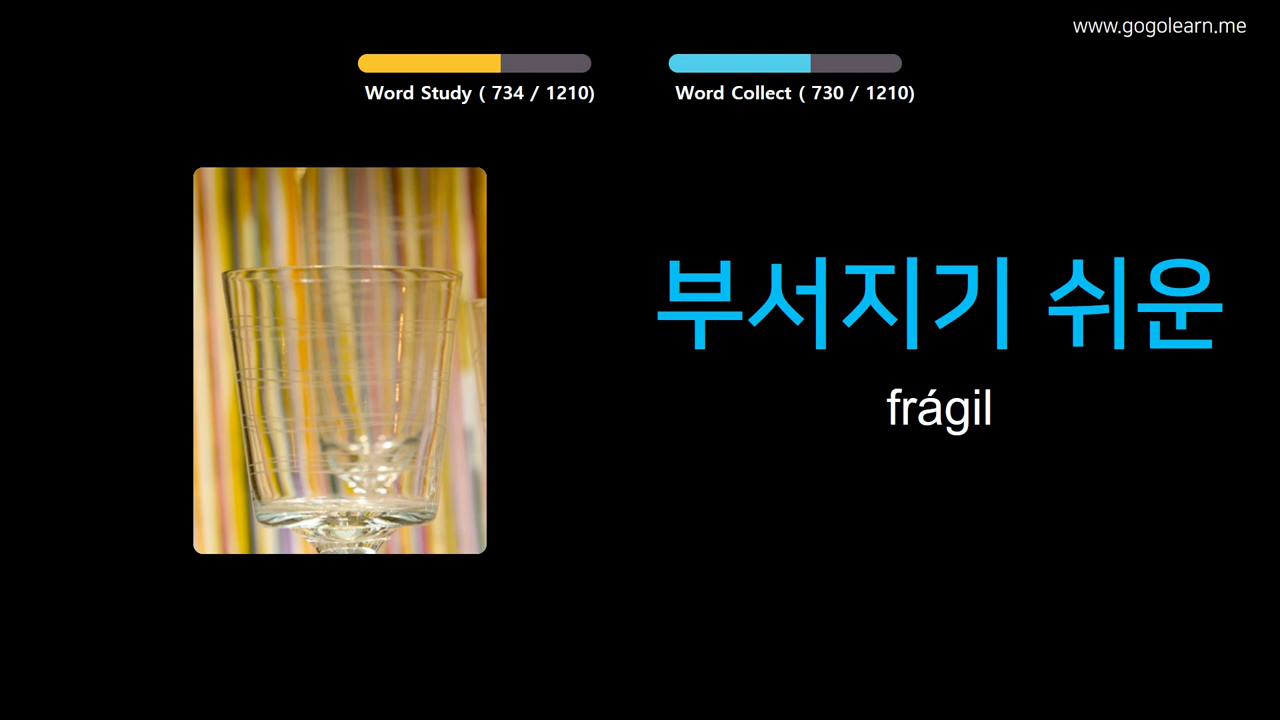 www.gogolearn.me
Word Study ( 734 / 1210)
Word Collect ( 730 / 1210)
부서지기 쉬운
frágil